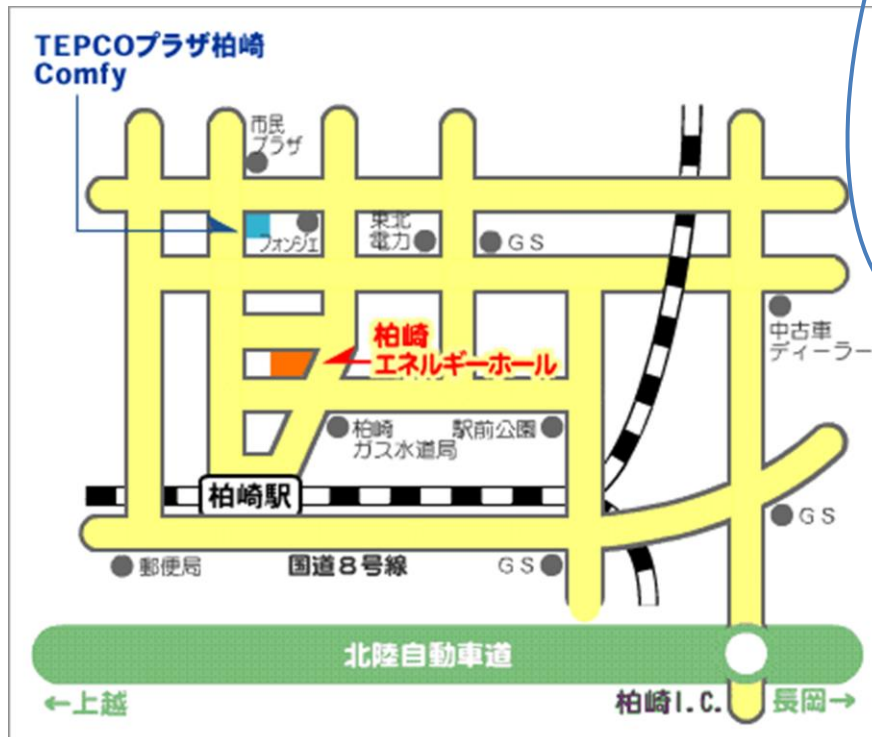 TEPCOプラザ柏崎
Comfy
市民
プラザ
フォンジェ
東北
電力
GS
柏崎
エネルギーホール
中古車
ディーラー
柏崎
ガス水道局
駅前公園
柏崎駅
GS
郵便局
国道8号線
GS
北陸自動車道
←上越
柏崎I.C.
長岡→